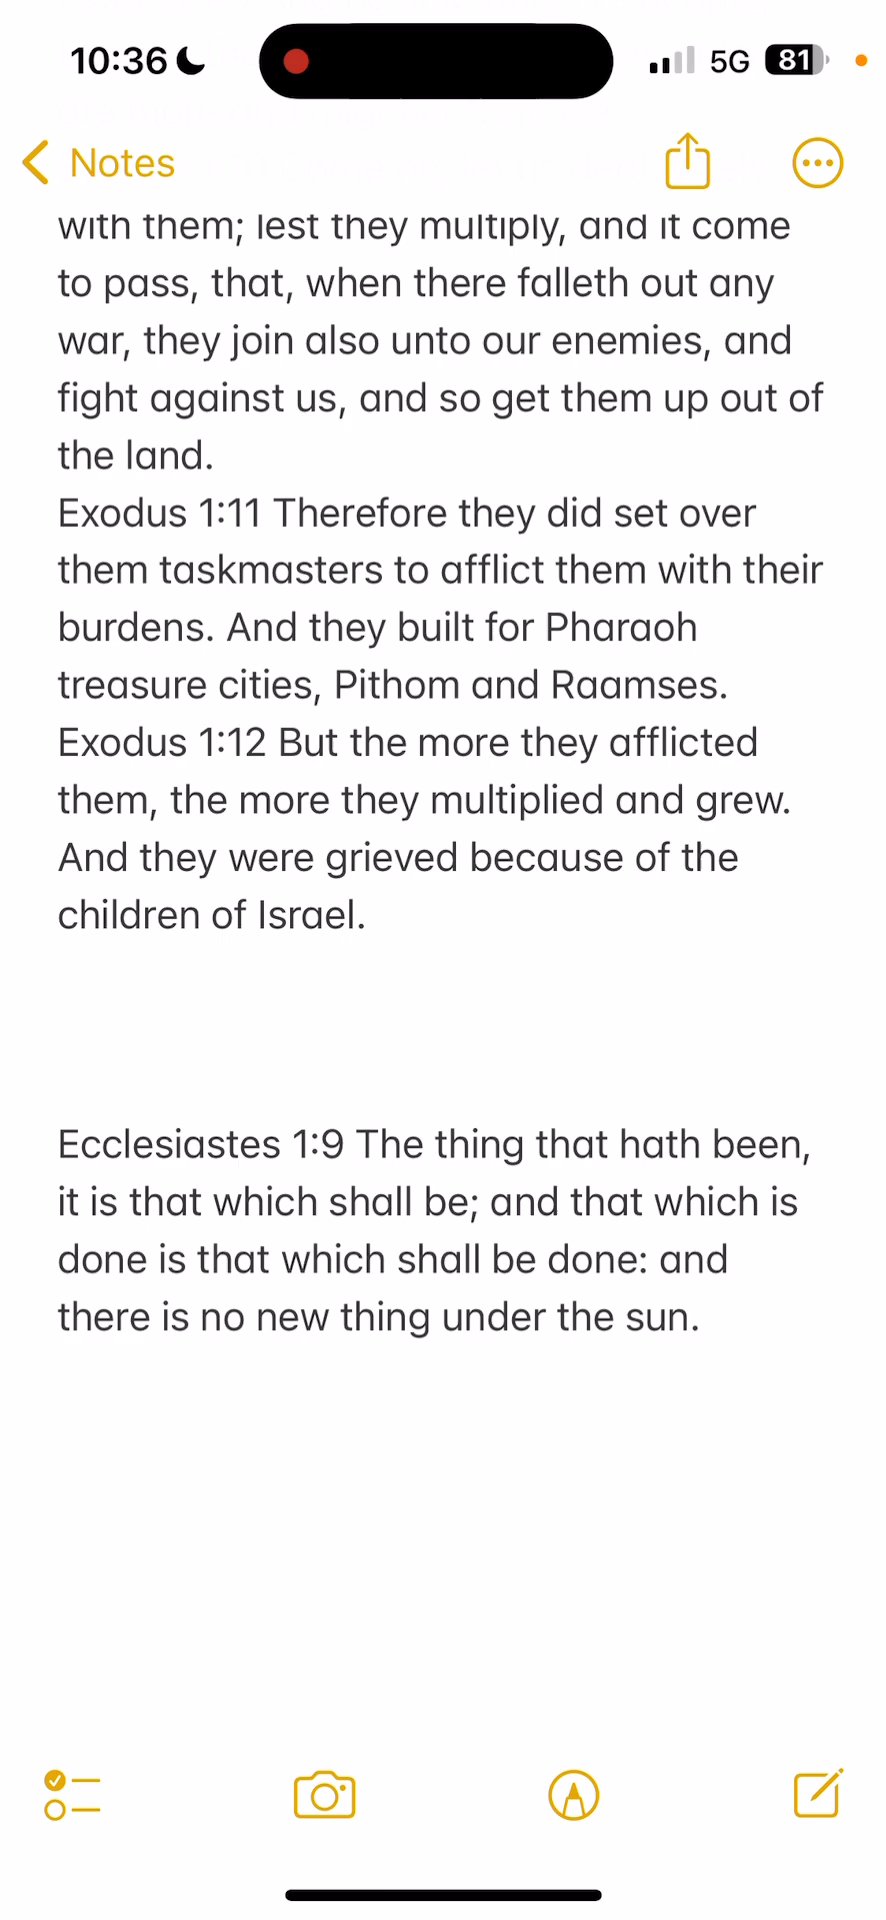 10:36
5G
81
Notes
with them; lest they multiply, and it come
to pass, that, when there falleth out any
war, they join also unto our enemies, and
fight against us, and so get them up out of
the land.
Exodus 1:11 Therefore they did set over
them taskmasters to afflict them with their
burdens. And they built for Pharaoh
treasure cities, Pithom and Raamses.
Exodus 1:12 But the more they afflicted
them, the more they multiplied and grew.
And they were grieved because of the
children of Israel.
Ecclesiastes 1:9 The thing that hath been,
it is that which shall be; and that which is
done is that which shall be done: and
there is no new thing under the sun.